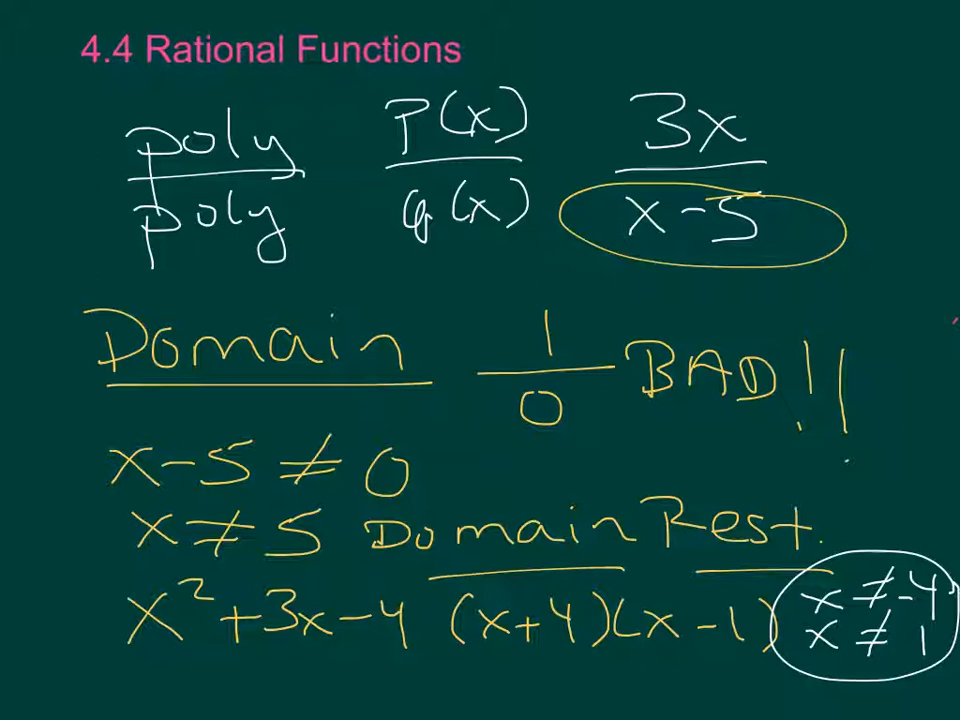 4.4 Rational Functions
poly P(x) 3x
poly q(x) x-5
Domain 1 BAD!!
0
x-5 ≠ 0
x ≠ 5 Domain Rest.
x² + 3x - 4 (x+4)(x-1) x ≠ -4,
x ≠ 1